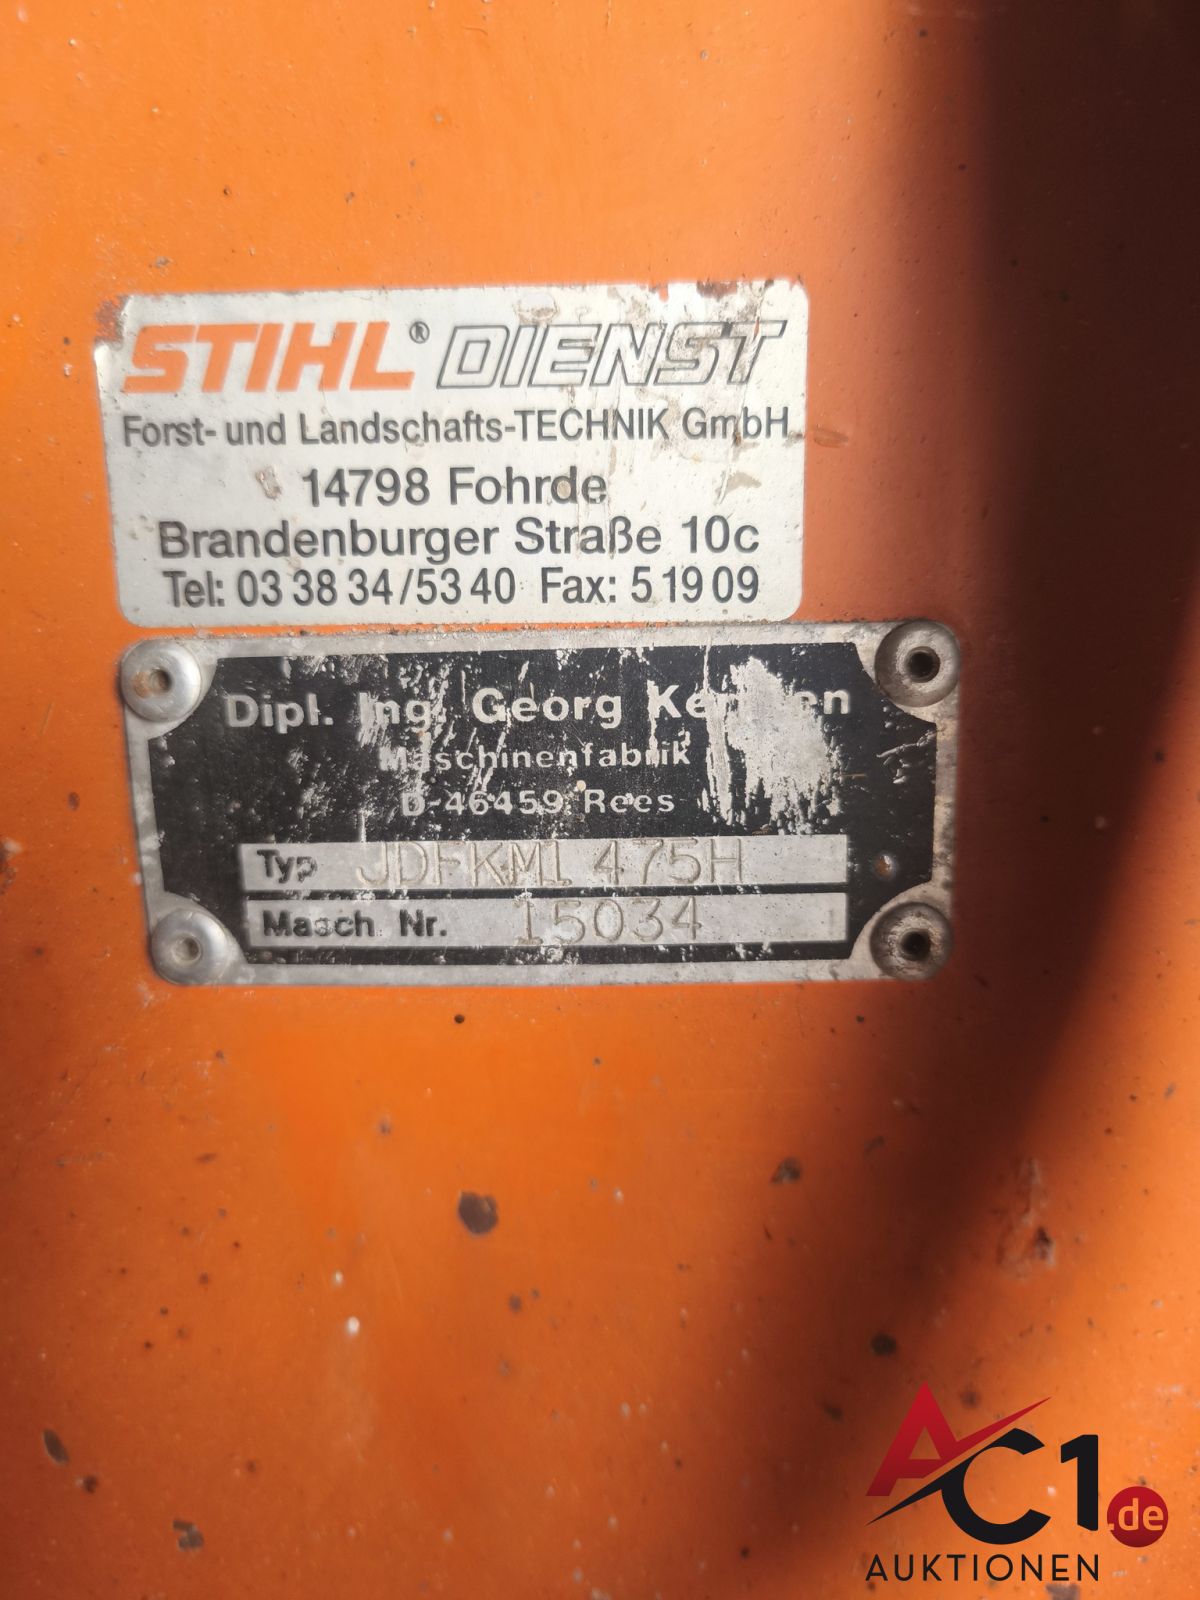 STIHL® DIENST
Forst- und Landschafts-TECHNIK GmbH
14798 Fohrde
Brandenburger Straße 10c
Tel: 03 38 34/53 40 Fax: 5 19 09
Dipl. Ing. Georg
Maschinenfabrik
D-46459 Rees
Typ JDFKM1 475H
Masch Nr. 15034
AC1.de
AUKTIONEN